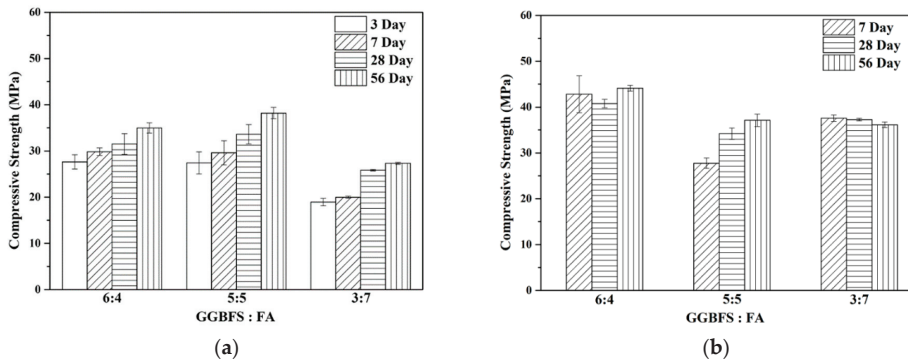 60
50
40
30
20
10
0
Compressive Strength (MPa)
3 Day
7 Day
28 Day
56 Day
6:4
5:5
3:7
GGBFS : FA
(a)
60
50
40
30
20
10
0
Compressive Strength (MPa)
7 Day
28 Day
56 Day
6:4
5:5
3:7
GGBFS : FA
(b)